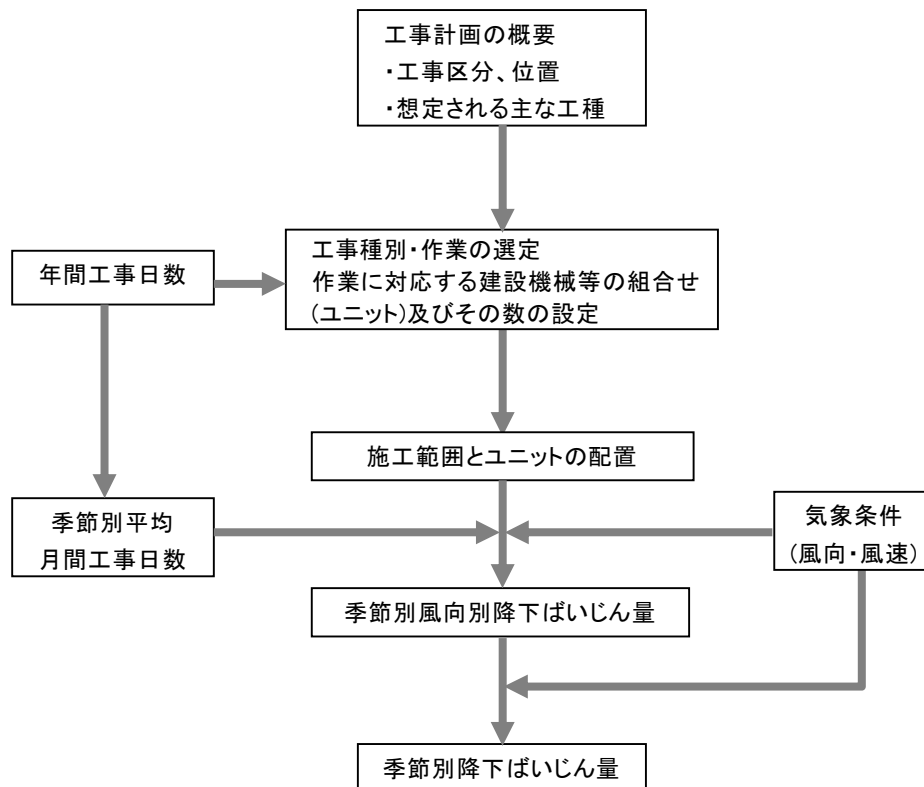 工事計画の概要
・工事区分、位置
・想定される主な工種
年間工事日数
工事種別・作業の選定
作業に対応する建設機械等の組合せ
(ユニット)及びその数の設定
施工範囲とユニットの配置
季節別平均
月間工事日数
気象条件
(風向・風速)
季節別風向別降下ばいじん量
季節別降下ばいじん量